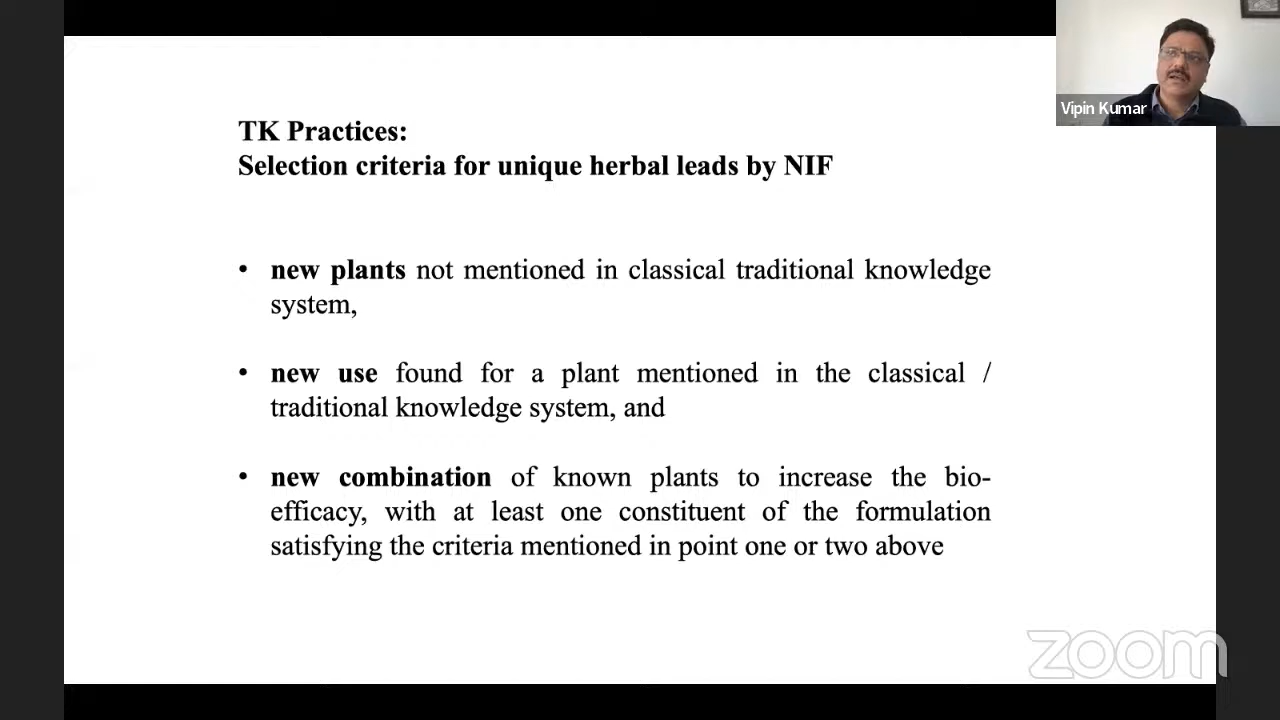 Vipin Kumar
TK Practices:
Selection criteria for unique herbal leads by NIF
• new plants not mentioned in classical traditional knowledge
system,
• new use found for a plant mentioned in the classical /
traditional knowledge system, and
• new combination of known plants to increase the bio-
efficacy, with at least one constituent of the formulation
satisfying the criteria mentioned in point one or two above
zoom